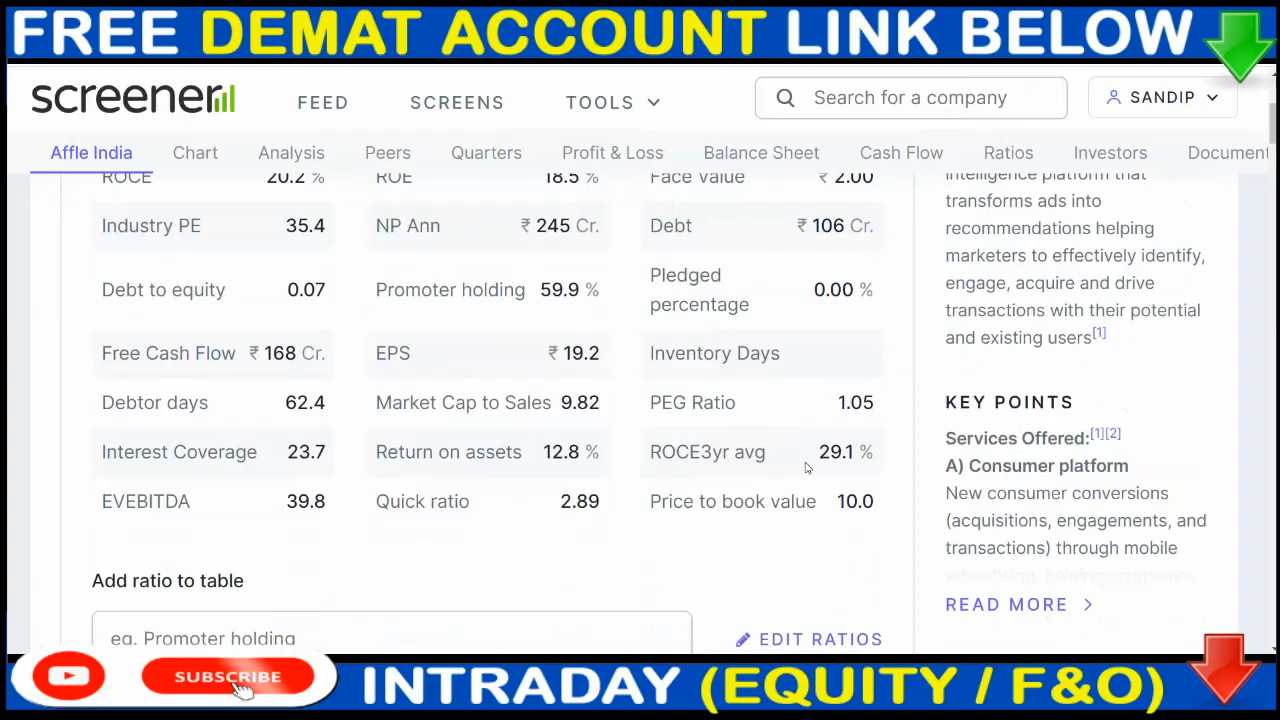 FREE DEMAT ACCOUNT LINK BELOW
screener FEED SCREENS TOOLS Search for a company SANDIP
Affle India Chart Analysis Peers Quarters Profit & Loss Balance Sheet Cash Flow Ratios Investors Document
ROCE 20.2 % ROE 18.5 % Face Value ₹ 2.00
Industry PE 35.4 NP Ann ₹ 245 Cr. Debt ₹ 106 Cr.
Debt to equity 0.07 Promoter holding 59.9 % Pledged percentage 0.00 %
Free Cash Flow ₹ 168 Cr. EPS ₹ 19.2 Inventory Days
Debtor days 62.4 Market Cap to Sales 9.82 PEG Ratio 1.05
Interest Coverage 23.7 Return on assets 12.8 % ROCE3yr avg 29.1 %
EVEBITDA 39.8 Quick ratio 2.89 Price to book value 10.0
Add ratio to table
eg. Promoter holding
EDIT RATIOS
intelligence platform that
transforms ads into
recommendations helping
marketers to effectively identify,
engage, acquire and drive
transactions with their potential
and existing users[1]
KEY POINTS
Services Offered:[1][2]
A) Consumer platform
New consumer conversions
(acquisitions, engagements, and
transactions) through mobile
READ MORE
SUBSCRIBE
INTRADAY (EQUITY / F&O)